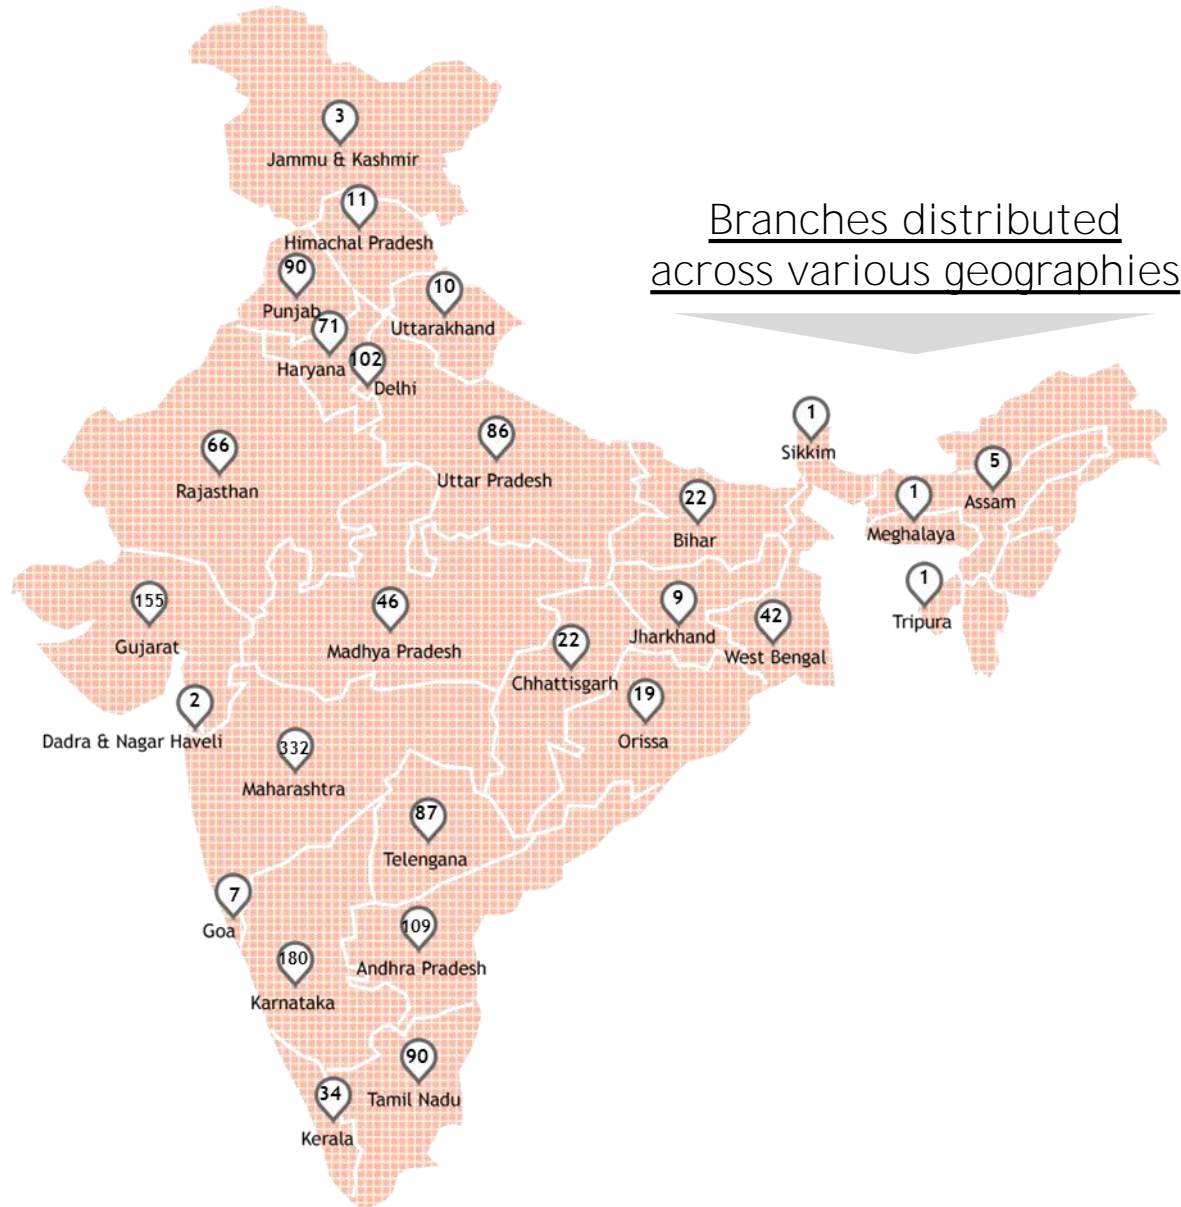 Branches distributed
across various geographies
3
Jammu & Kashmir
11
Himachal Pradesh
90
Punjab
10
Uttarakhand
71
Haryana
102
Delhi
66
Rajasthan
86
Uttar Pradesh
1
Sikkim
5
Assam
1
Meghalaya
22
Bihar
1
Tripura
155
Gujarat
46
Madhya Pradesh
9
Jharkhand
42
West Bengal
22
Chhattisgarh
19
Orissa
2
Dadra & Nagar Haveli
332
Maharashtra
87
Telengana
7
Goa
109
Andhra Pradesh
180
Karnataka
90
Tamil Nadu
34
Kerala